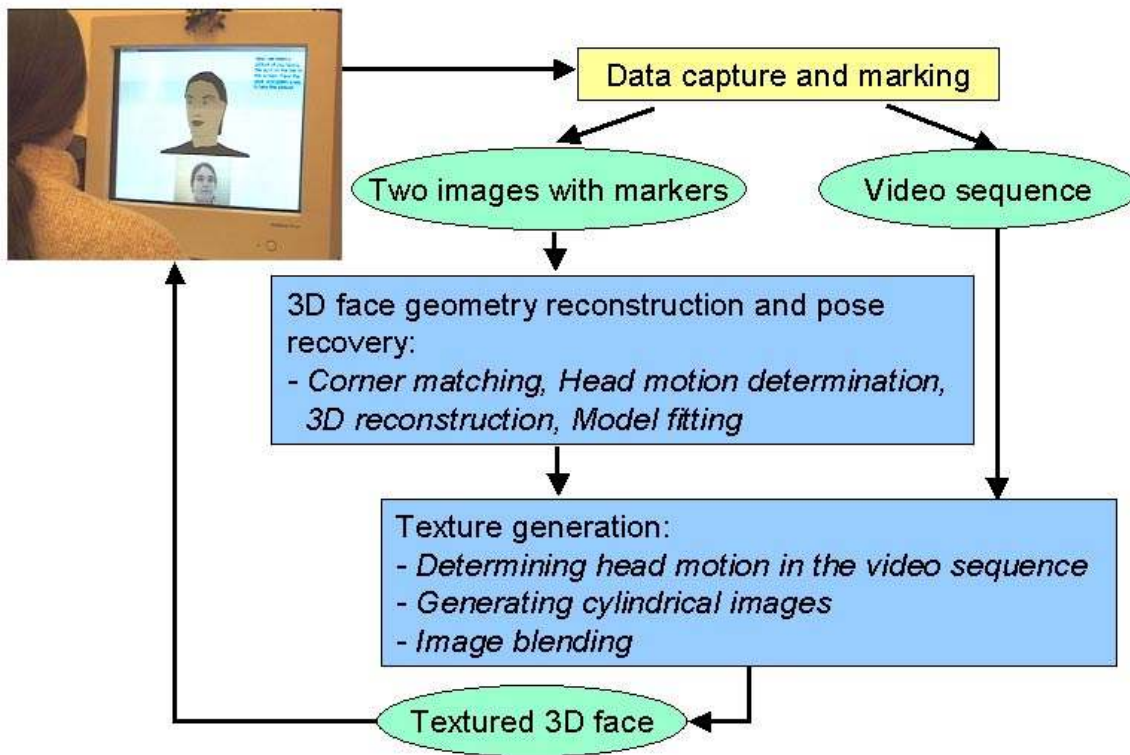 Data capture and marking
Two images with markers
Video sequence
3D face geometry reconstruction and pose
recovery:
- Corner matching, Head motion determination,
3D reconstruction, Model fitting
Texture generation:
- Determining head motion in the video sequence
- Generating cylindrical images
- Image blending
Textured 3D face